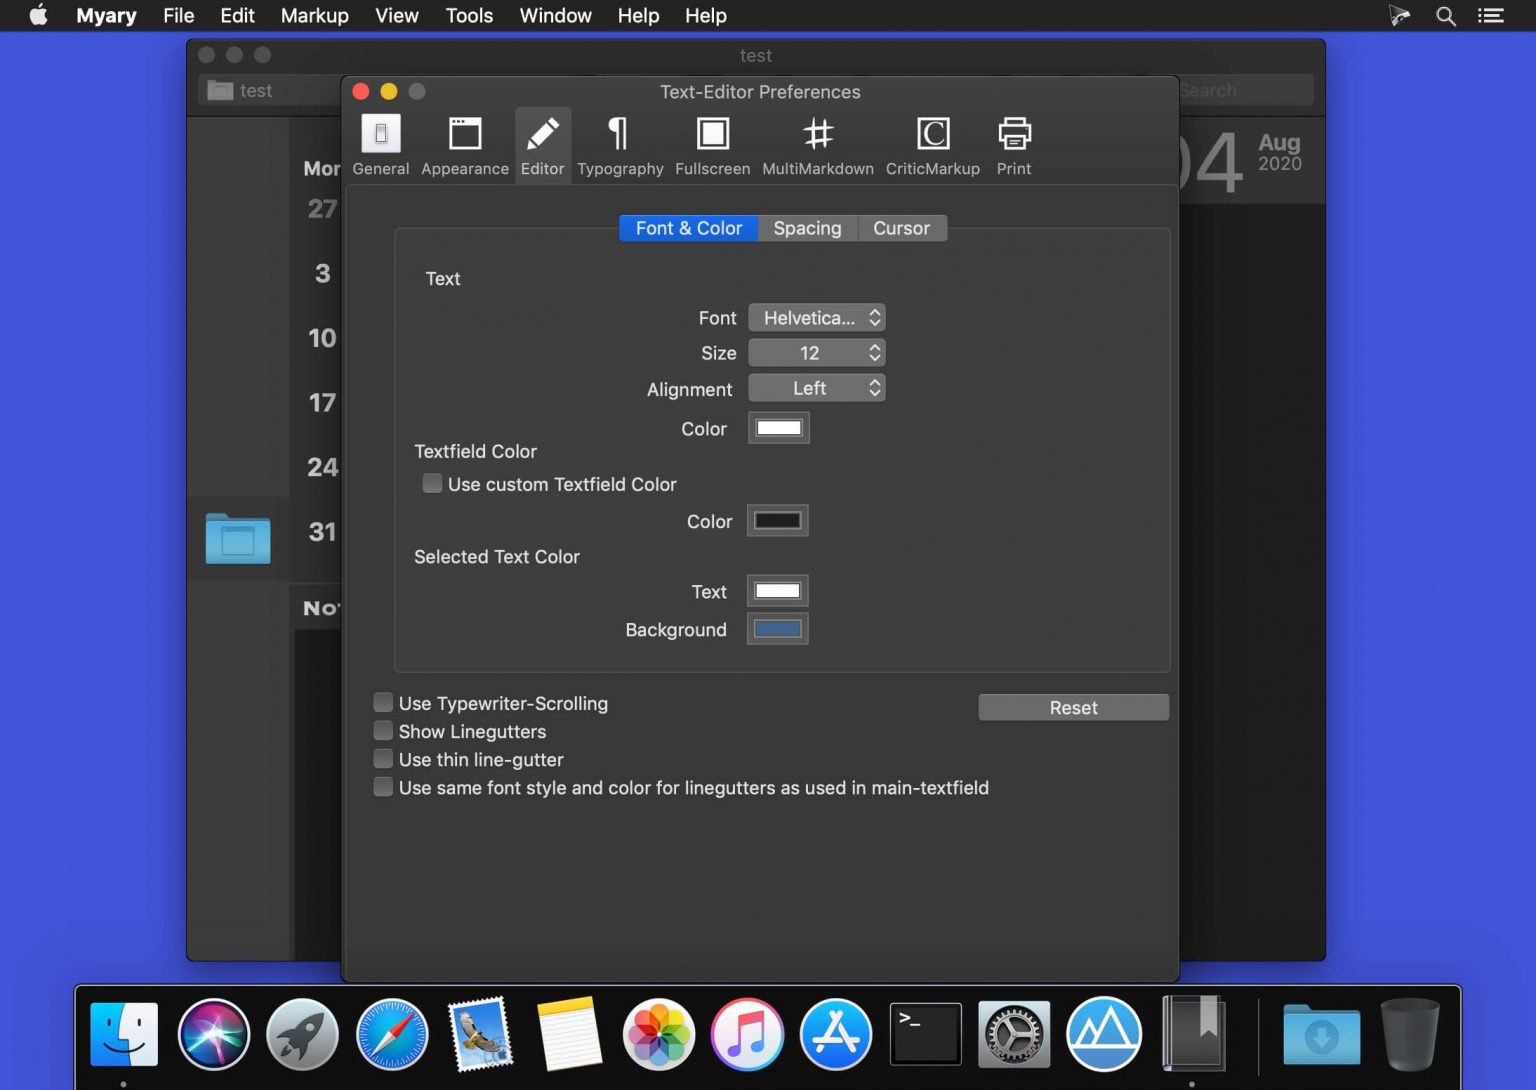 Myary File Edit Markup View Tools Window Help Help
test
test
Search
Text-Editor Preferences
General Appearance Editor Typography Fullscreen MultiMarkdown CriticMarkup Print
04 Aug
2020
Mon
27
3
10
17
24
31
Font & Color Spacing Cursor
Text
Font Helvetica...
Size 12
Alignment Left
Color
Textfield Color
Use custom Textfield Color
Color
Selected Text Color
Text
Background
Use Typewriter-Scrolling
Reset
Show Linegutters
Use thin line-gutter
Use same font style and color for linegutters as used in main-textfield
>_